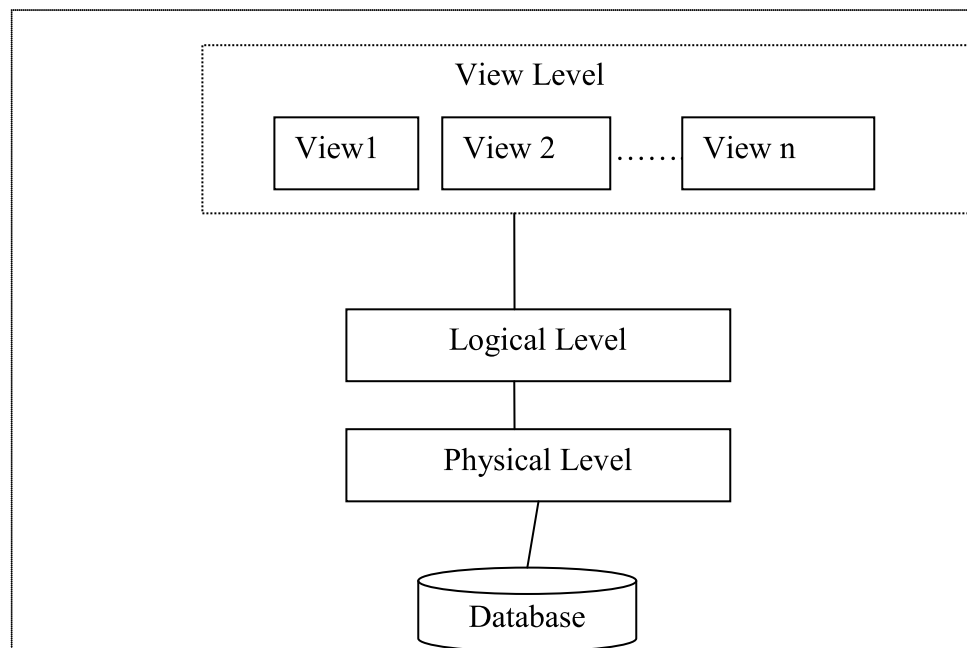 View Level
View1 View 2 ....... View n
Logical Level
Physical Level
Database